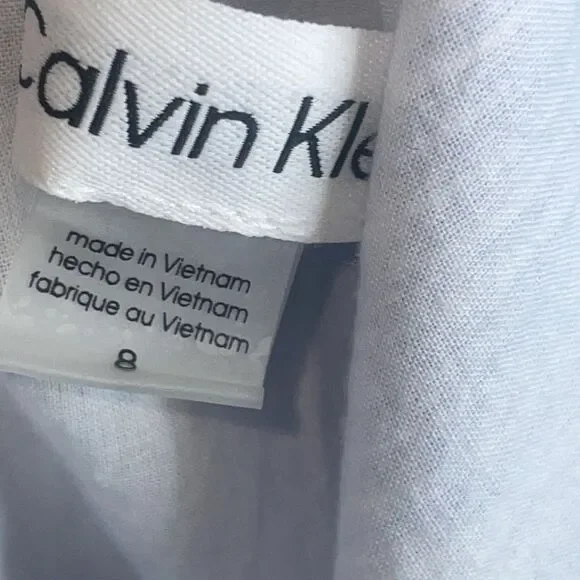 Calvin Kle
made in Vietnam
hecho en Vietnam
fabrique au Vietnam
8